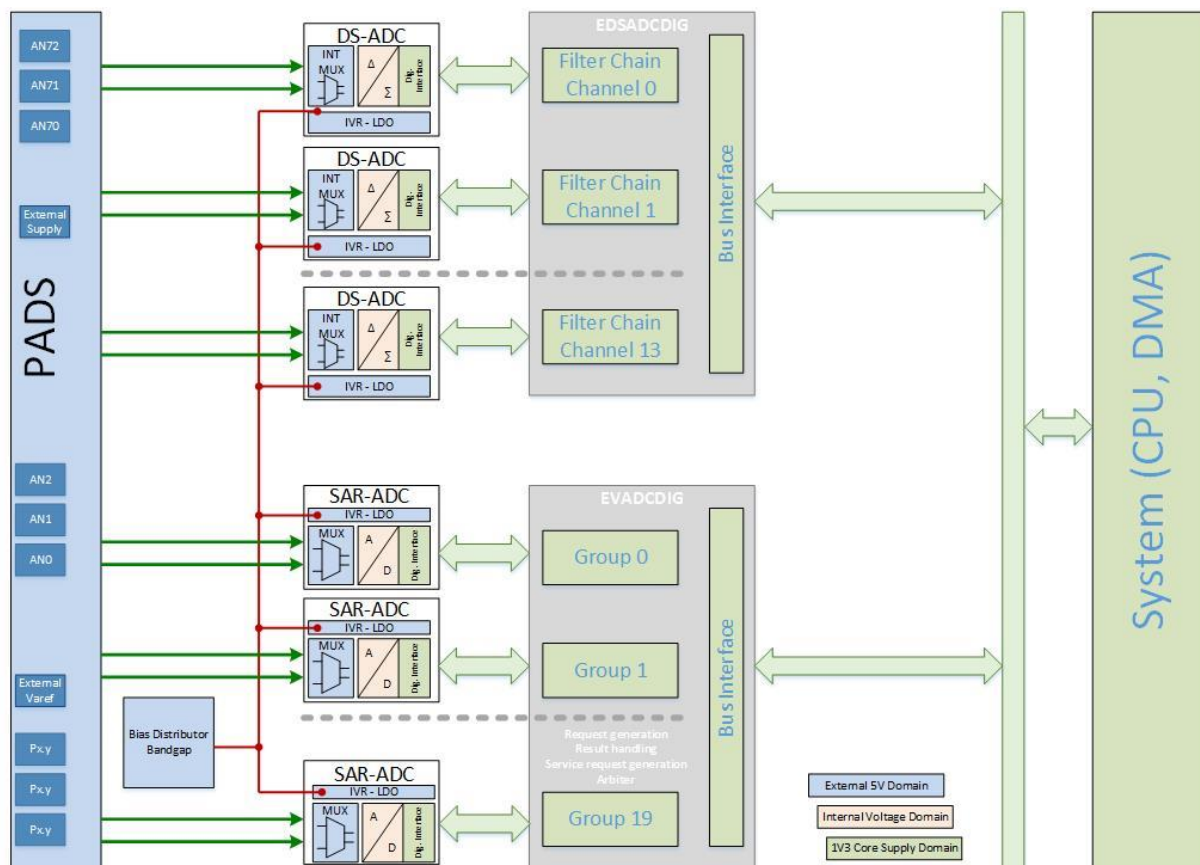 AN72
AN71
AN70
External
Supply
PADS
AN2
AN1
AN0
External
Varef
Px.y
Px.y
Px.y
Bias Distributor
Bandgap
DS-ADC
INT
MUX
Δ
Σ
Dig.-
Interface
IVR - LDO
DS-ADC
INT
MUX
Δ
Σ
Dig.-
Interface
IVR - LDO
DS-ADC
INT
MUX
Δ
Σ
Dig.-
Interface
IVR - LDO
SAR-ADC
IVR - LDO
MUX
A
D
Dig. Interface
SAR-ADC
IVR - LDO
MUX
A
D
Dig. Interface
SAR-ADC
IVR - LDO
MUX
A
D
Dig. Interface
EDSADCDIG
Filter Chain
Channel 0
Filter Chain
Channel 1
Filter Chain
Channel 13
Bus Interface
EVADCDIG
Group 0
Group 1
Request generation
Result handling
Service request generation
Arbiter
Group 19
Bus Interface
System (CPU, DMA)
External 5V Domain
Internal Voltage Domain
1V3 Core Supply Domain